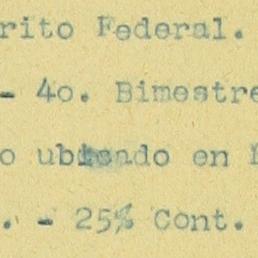 rito Federal.
- 4o. Bimestre
o ubicado en
. - 25% Cont.